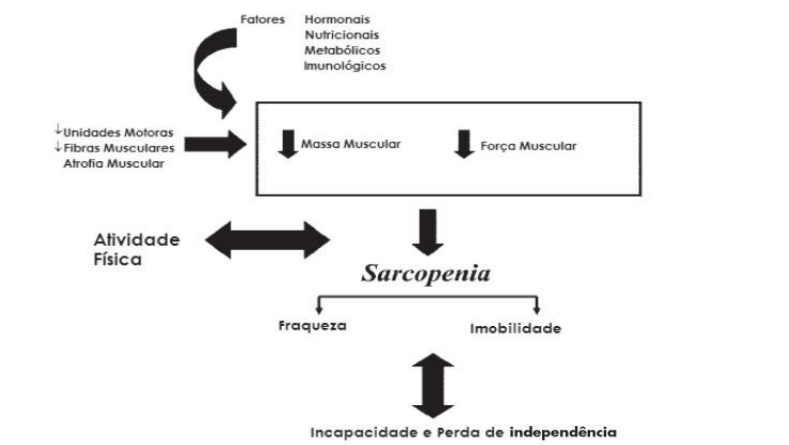 Fatores Hormonais
Nutricionais
Metabólicos
Imunológicos
↓Unidades Motoras
↓Fibras Musculares
Atrofia Muscular
Massa Muscular
Força Muscular
Atividade
Física
Sarcopenia
Fraqueza
Imobilidade
Incapacidade e Perda de independência